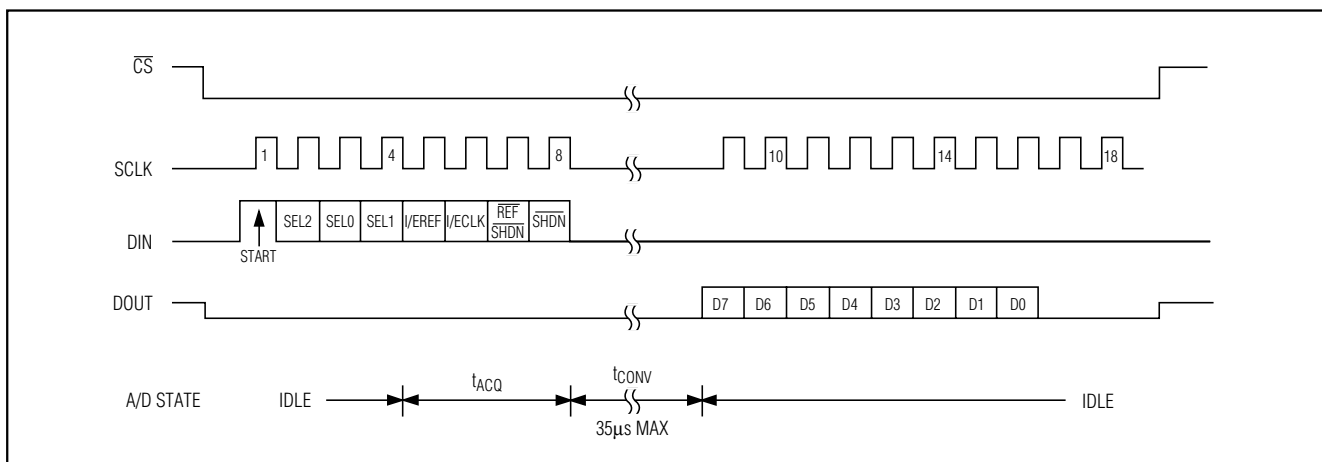 CS
SCLK
1 4 8 10 14 18
DIN
START SEL2 SEL0 SEL1 I/EREF I/ECLK REF SHDN SHDN
DOUT
D7 D6 D5 D4 D3 D2 D1 D0
A/D STATE IDLE tACQ tCONV IDLE
35μs MAX